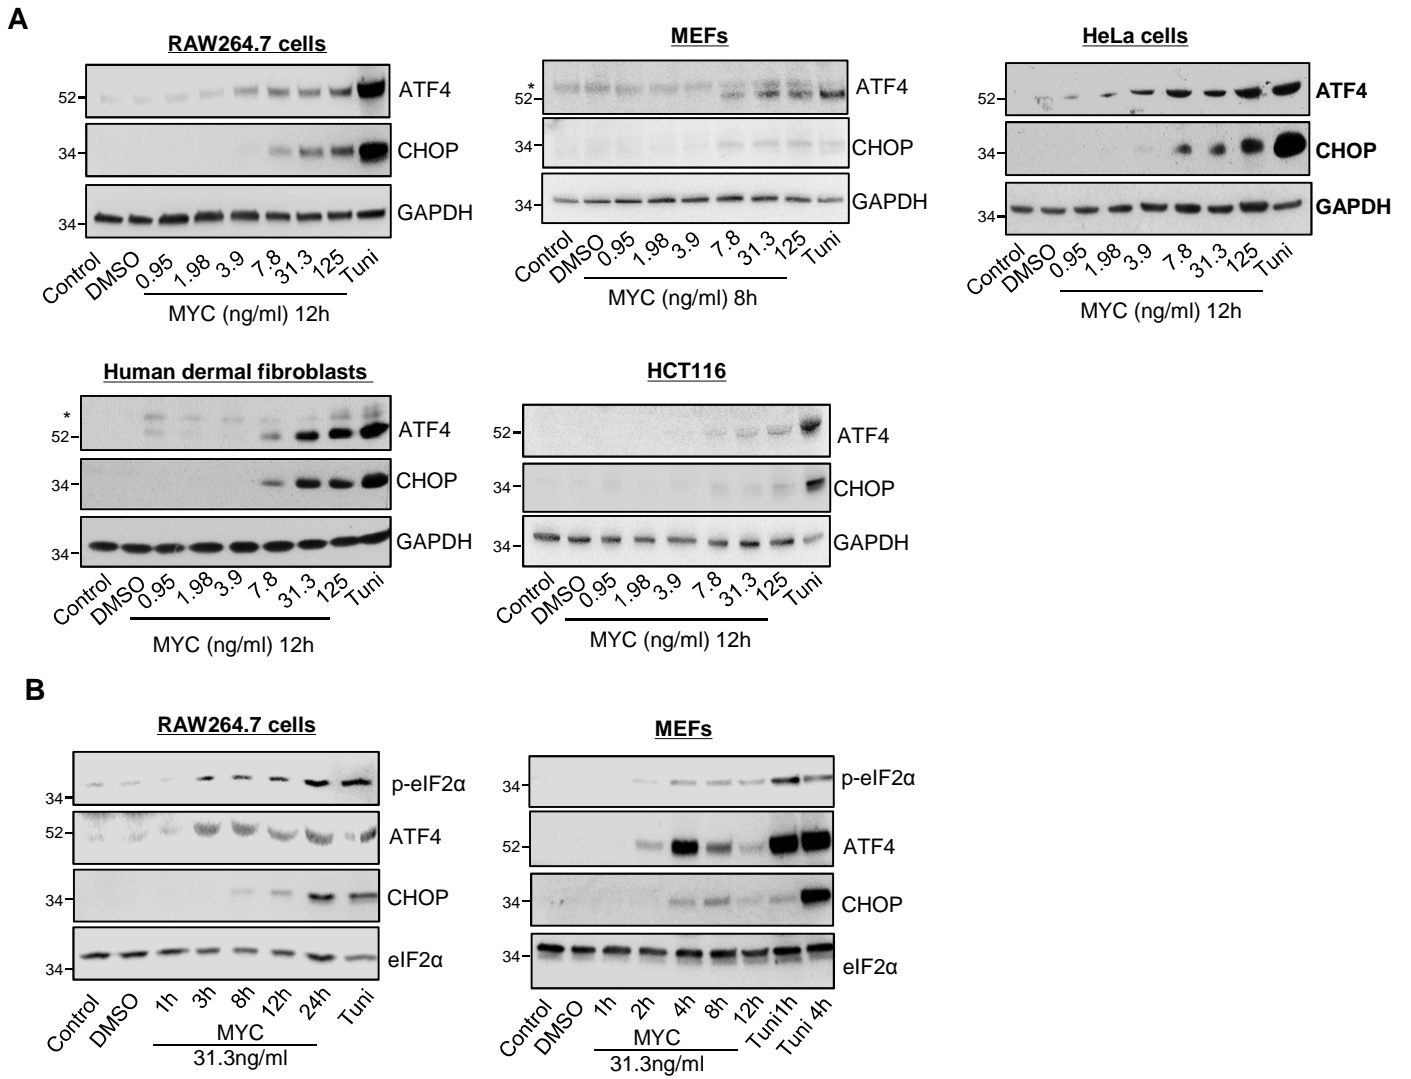 A
RAW264.7 cells
52 ATF4
34 CHOP
34 GAPDH
Control DMSO 0.95 1.98 3.9 7.8 31.3 125 Tuni
MYC (ng/ml) 12h
MEFs
*
52 ATF4
34 CHOP
34 GAPDH
Control DMSO 0.95 1.98 3.9 7.8 31.3 125 Tuni
MYC (ng/ml) 8h
HeLa cells
52 ATF4
34 CHOP
34 GAPDH
Control DMSO 0.95 1.98 3.9 7.8 31.3 125 Tuni
MYC (ng/ml) 12h
Human dermal fibroblasts
*
52 ATF4
34 CHOP
34 GAPDH
Control DMSO 0.95 1.98 3.9 7.8 31.3 125 Tuni
MYC (ng/ml) 12h
HCT116
52 ATF4
34 CHOP
34 GAPDH
Control DMSO 0.95 1.98 3.9 7.8 31.3 125 Tuni
MYC (ng/ml) 12h
B
RAW264.7 cells
34 p-eIF2α
52 ATF4
34 CHOP
34 eIF2α
Control DMSO 1h 3h 8h 12h 24h Tuni
MYC
31.3ng/ml
MEFs
34 p-eIF2α
52 ATF4
34 CHOP
34 eIF2α
Control DMSO 1h 2h 4h 8h 12h Tuni1h Tuni 4h
MYC
31.3ng/ml